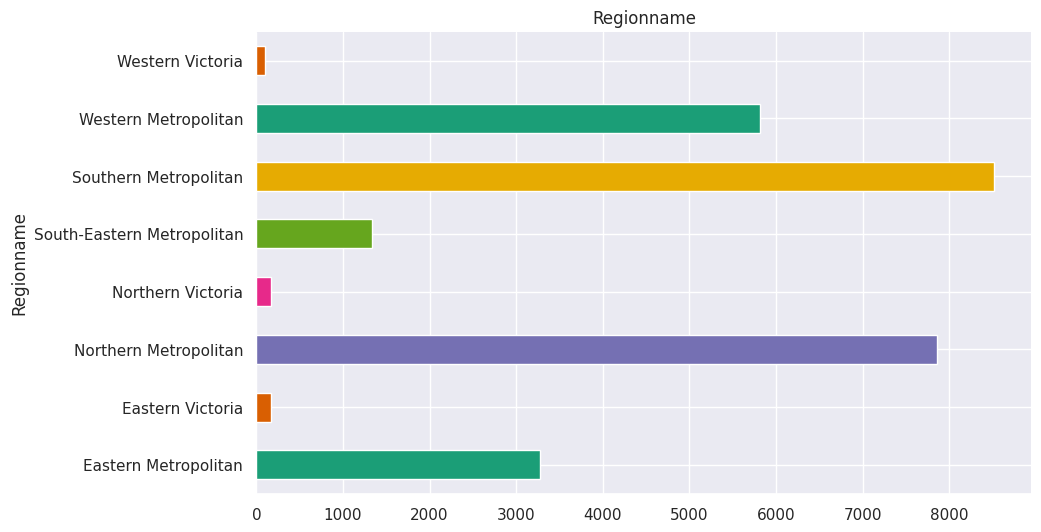 Regionname
Western Victoria
Western Metropolitan
Southern Metropolitan
South-Eastern Metropolitan
Northern Victoria
Northern Metropolitan
Eastern Victoria
Eastern Metropolitan
Regionname
0 1000 2000 3000 4000 5000 6000 7000 8000